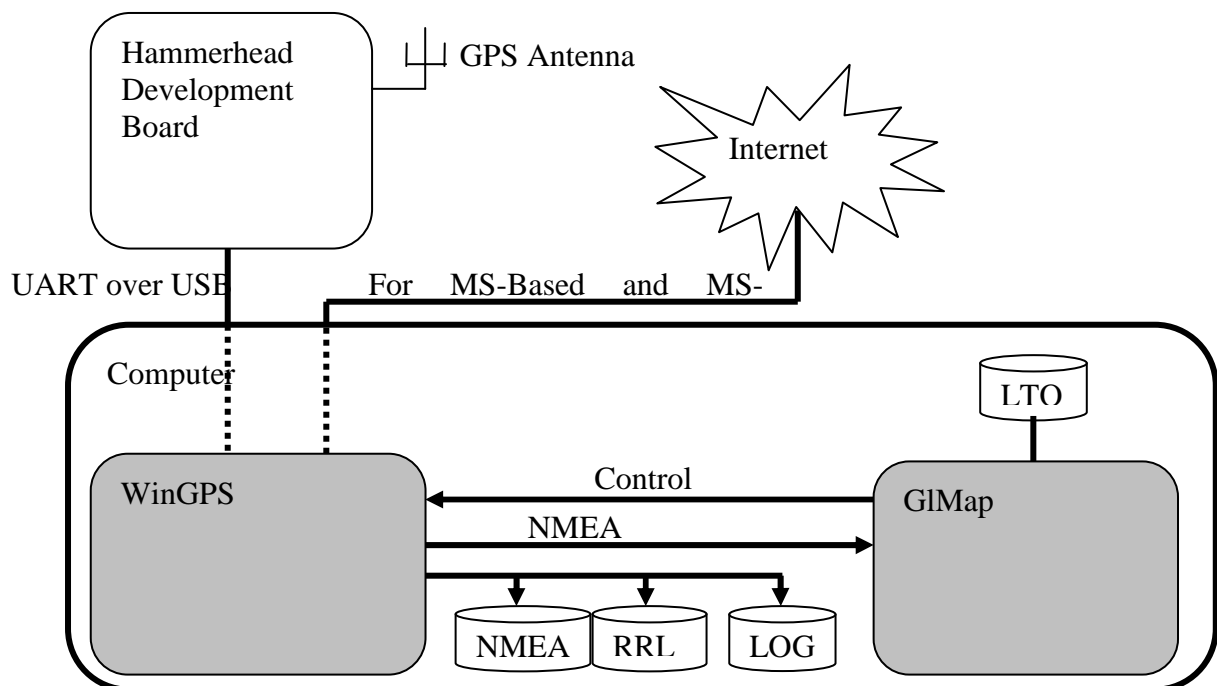 Hammerhead
Development
Board
GPS Antenna
Internet
UART over USB
For MS-Based and MS-
Computer
LTO
WinGPS
Control
GlMap
NMEA
NMEA
RRL
LOG